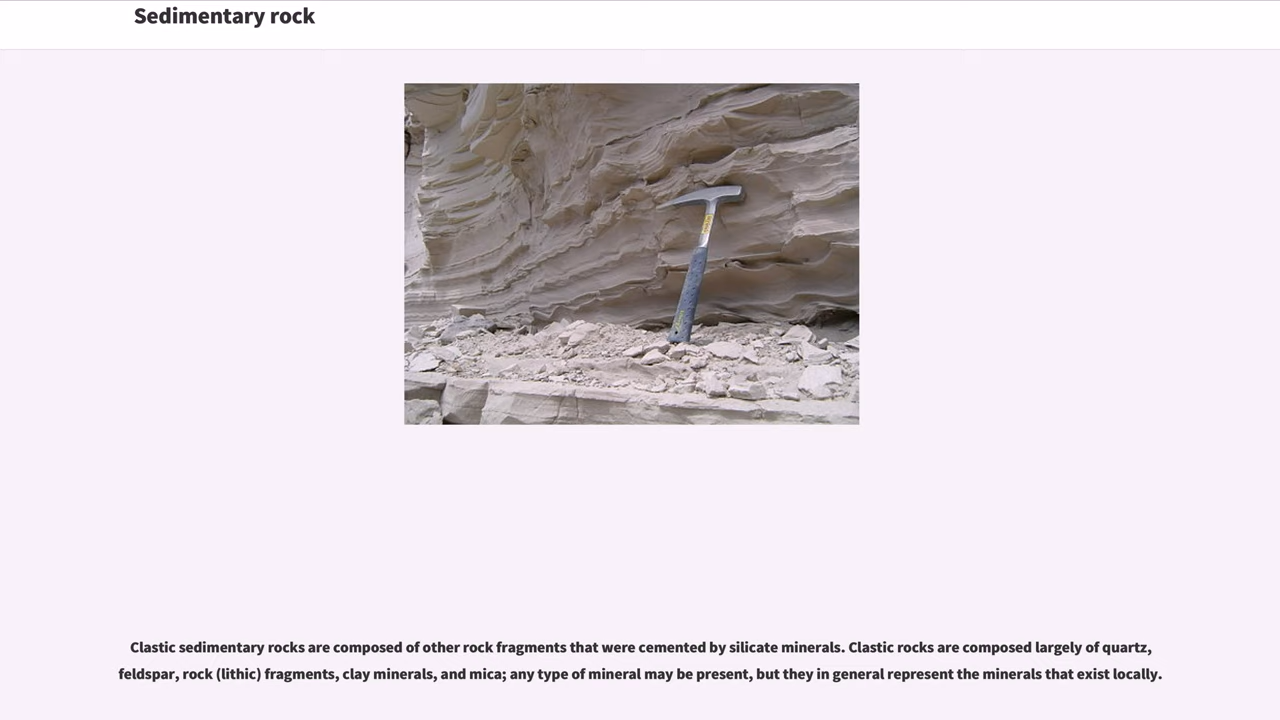 Sedimentary rock
Clastic sedimentary rocks are composed of other rock fragments that were cemented by silicate minerals. Clastic rocks are composed largely of quartz,
feldspar, rock (lithic) fragments, clay minerals, and mica; any type of mineral may be present, but they in general represent the minerals that exist locally.